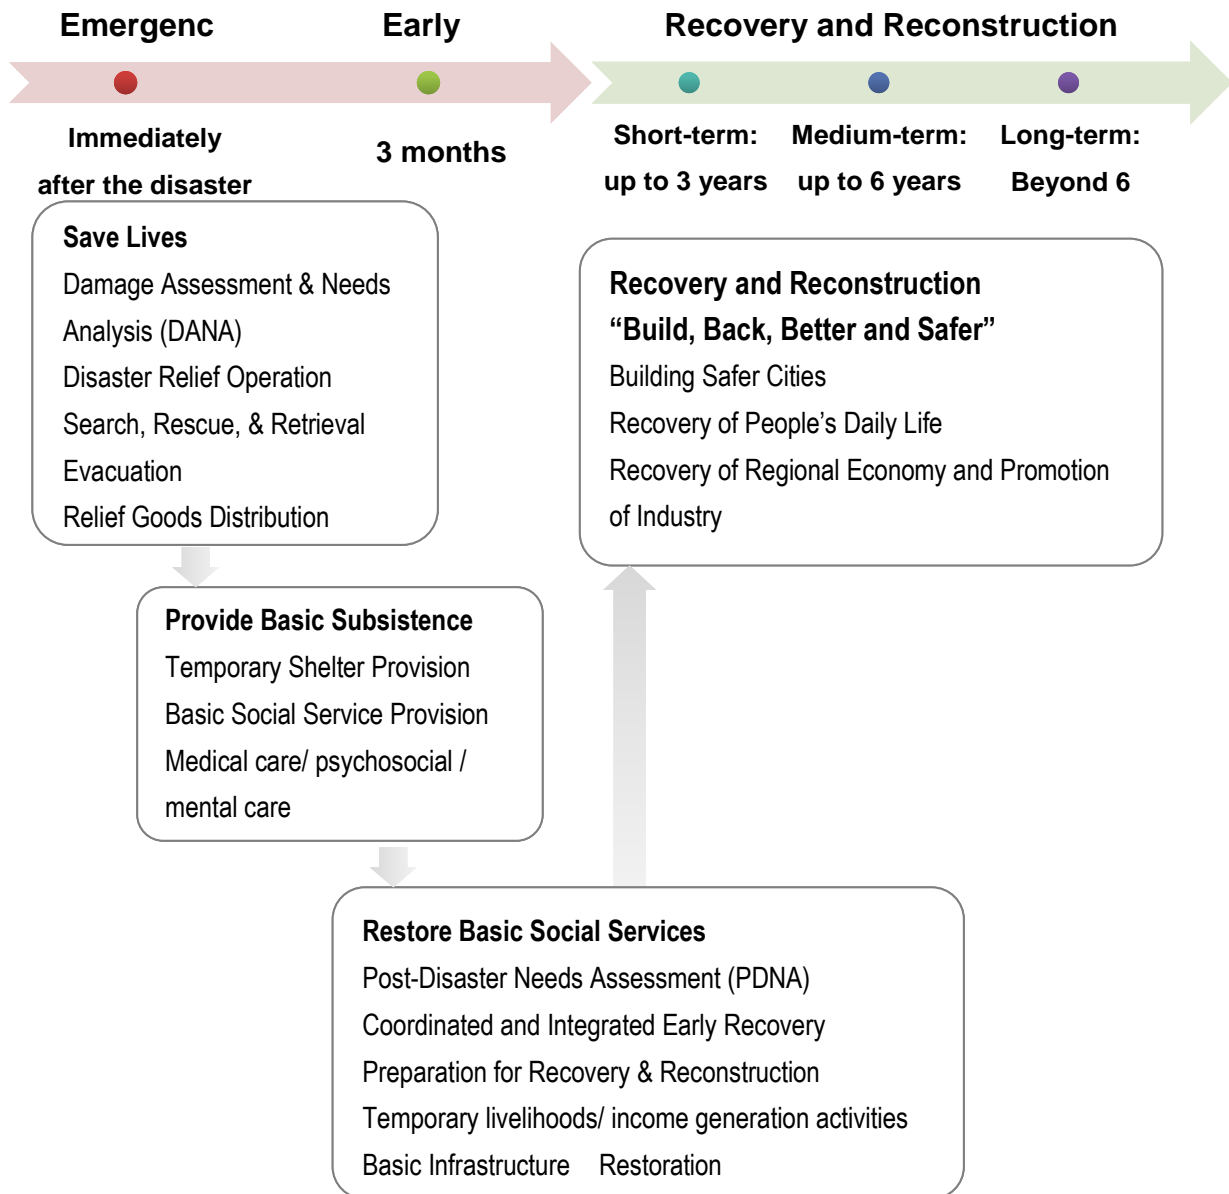 Emergenc Early Recovery and Reconstruction
Immediately
after the disaster
3 months
Short-term:
up to 3 years
Medium-term:
up to 6 years
Long-term:
Beyond 6
Save Lives
Damage Assessment & Needs
Analysis (DANA)
Disaster Relief Operation
Search, Rescue, & Retrieval
Evacuation
Relief Goods Distribution
Recovery and Reconstruction
“Build, Back, Better and Safer”
Building Safer Cities
Recovery of People’s Daily Life
Recovery of Regional Economy and Promotion
of Industry
Provide Basic Subsistence
Temporary Shelter Provision
Basic Social Service Provision
Medical care/ psychosocial /
mental care
Restore Basic Social Services
Post-Disaster Needs Assessment (PDNA)
Coordinated and Integrated Early Recovery
Preparation for Recovery & Reconstruction
Temporary livelihoods/ income generation activities
Basic Infrastructure Restoration